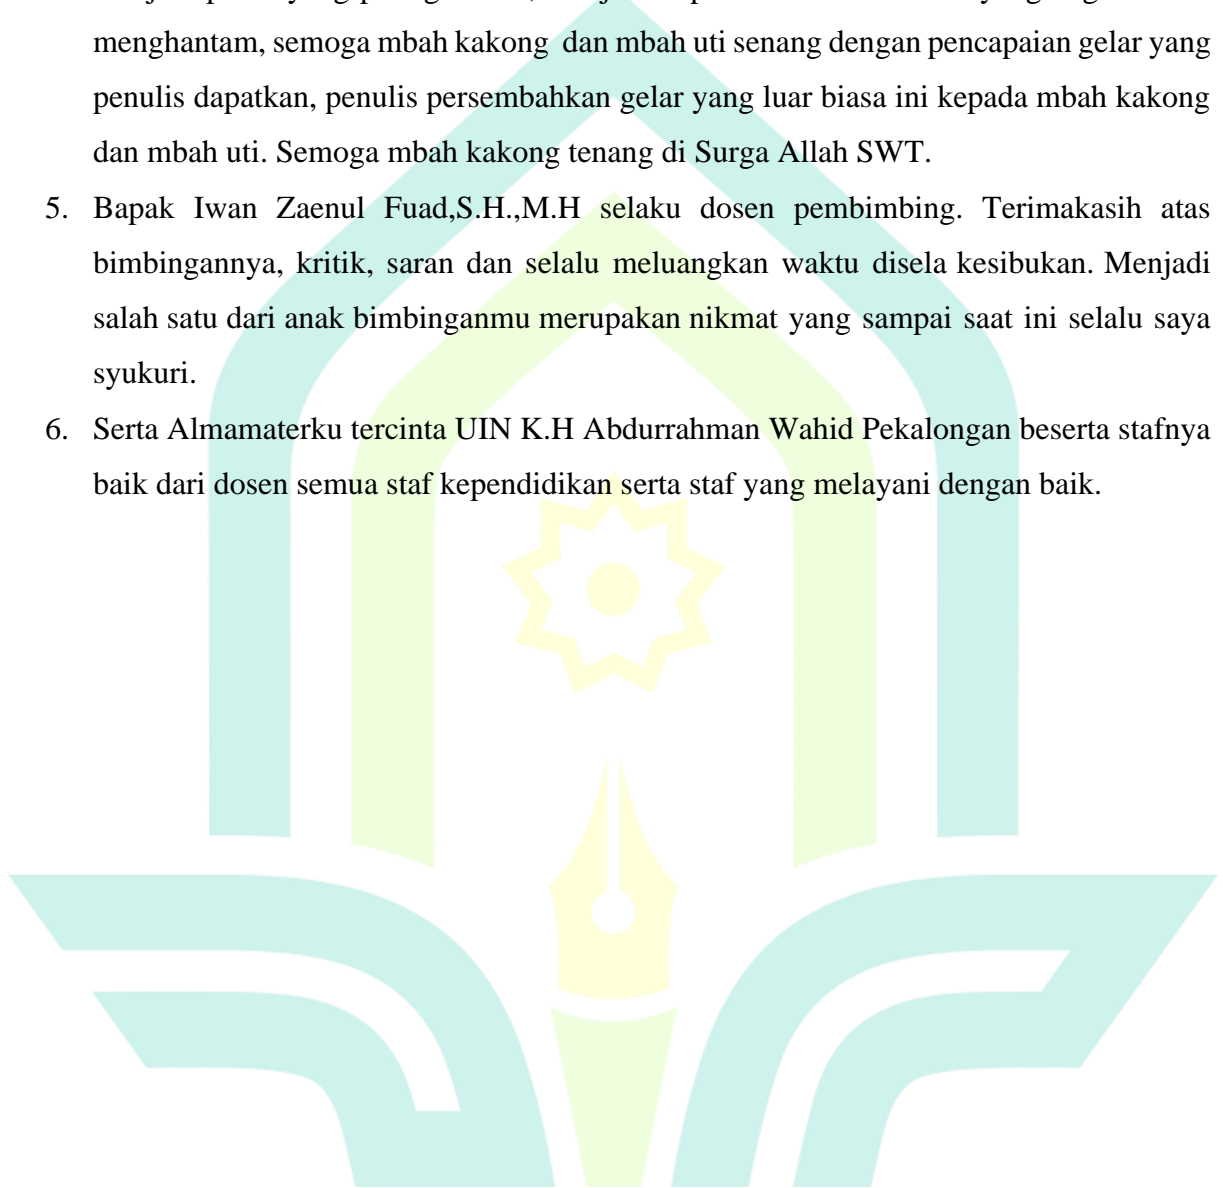 menghantam, semoga mbah kakong dan mbah uti senang dengan pencapaian gelar yang
penulis dapatkan, penulis persembahkan gelar yang luar biasa ini kepada mbah kakong
dan mbah uti. Semoga mbah kakong tenang di Surga Allah SWT.
5. Bapak Iwan Zaenul Fuad,S.H.,M.H selaku dosen pembimbing. Terimakasih atas
bimbingannya, kritik, saran dan selalu meluangkan waktu disela kesibukan. Menjadi
salah satu dari anak bimbinganmu merupakan nikmat yang sampai saat ini selalu saya
syukuri.
6. Serta Almamaterku tercinta UIN K.H Abdurrahman Wahid Pekalongan beserta stafnya
baik dari dosen semua staf kependidikan serta staf yang melayani dengan baik.